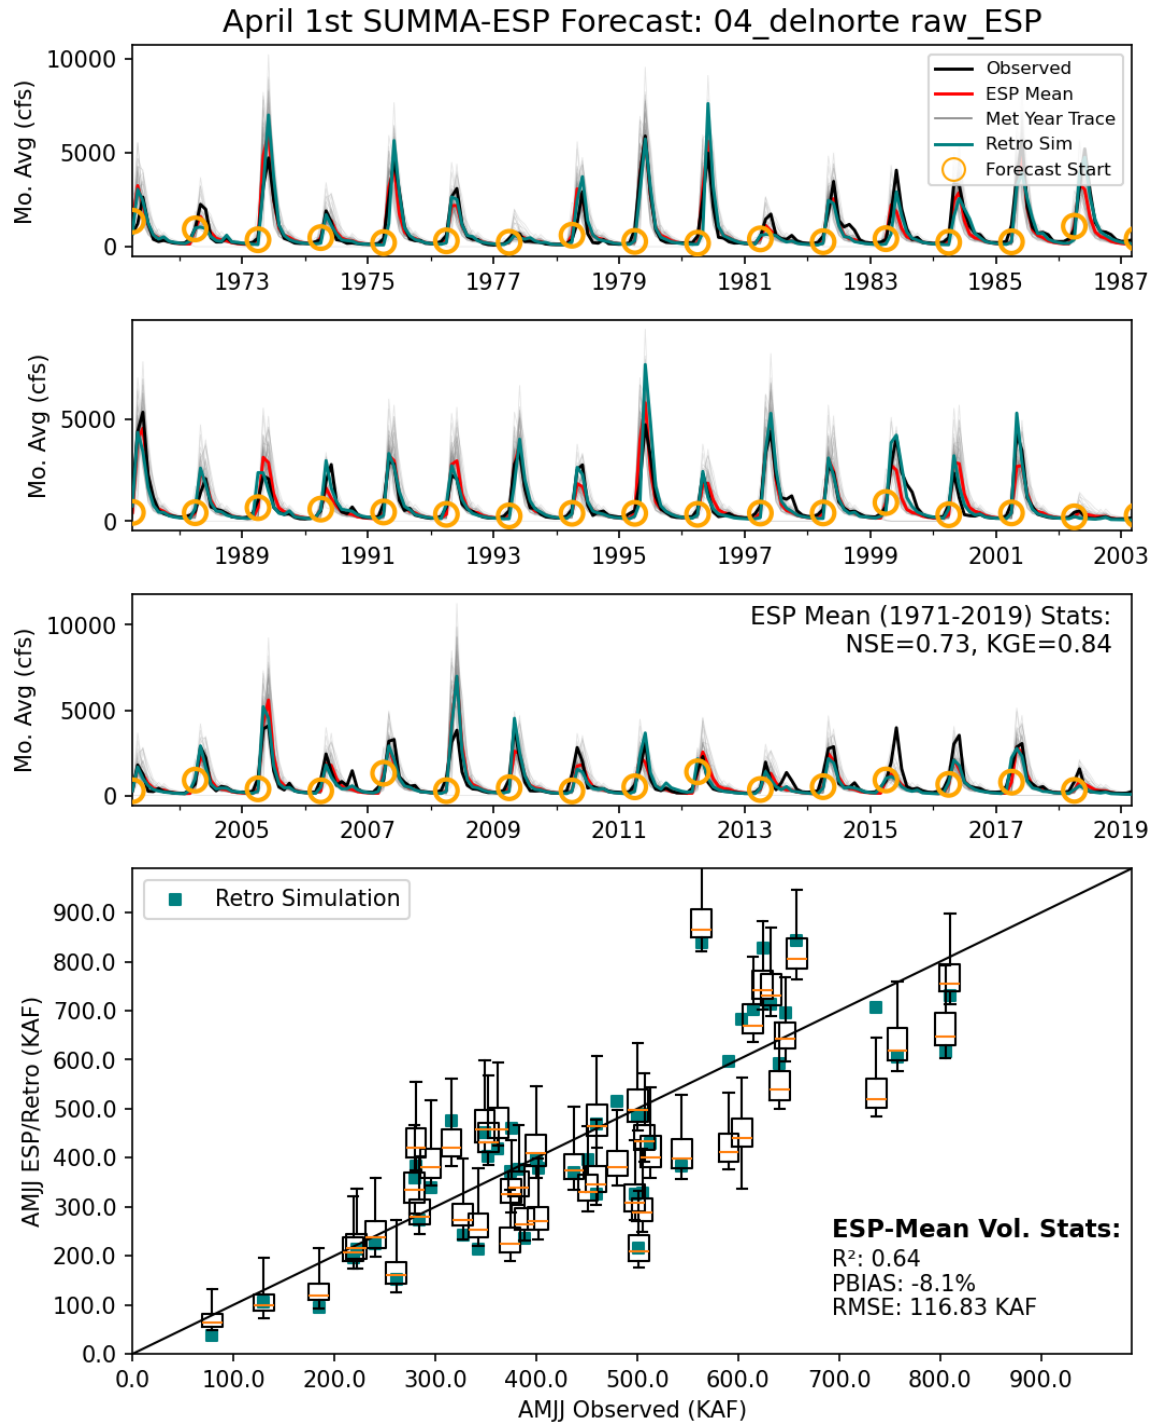 April 1st SUMMA-ESP Forecast: 04_delnorte raw_ESP
Mo. Avg (cfs)
10000
5000
0
Observed
ESP Mean
Met Year Trace
Retro Sim
Forecast Start
1973 1975 1977 1979 1981 1983 1985 1987
Mo. Avg (cfs)
5000
0
1989 1991 1993 1995 1997 1999 2001 2003
Mo. Avg (cfs)
10000
5000
0
ESP Mean (1971-2019) Stats:
NSE=0.73, KGE=0.84
2005 2007 2009 2011 2013 2015 2017 2019
AMJJ ESP/Retro (KAF)
900.0
800.0
700.0
600.0
500.0
400.0
300.0
200.0
100.0
0.0
Retro Simulation
ESP-Mean Vol. Stats:
R²: 0.64
PBIAS: -8.1%
RMSE: 116.83 KAF
0.0 100.0 200.0 300.0 400.0 500.0 600.0 700.0 800.0 900.0
AMJJ Observed (KAF)